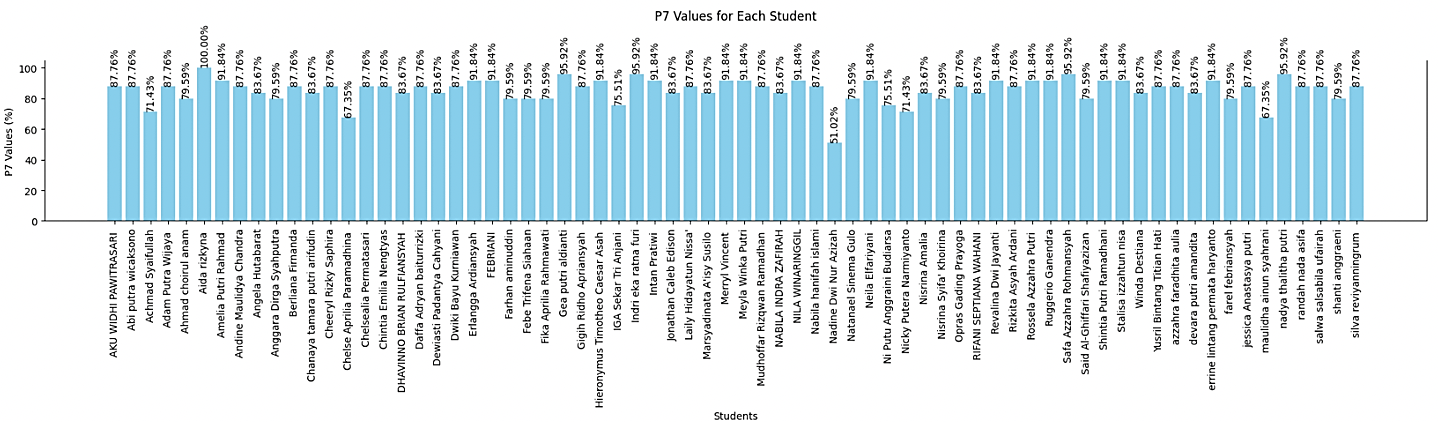 P7 Values for Each Student
P7 Values (%)
100
80
60
40
20
0
87.76%
87.76%
71.43%
87.76%
79.59%
100.00%
91.84%
87.76%
83.67%
79.59%
87.76%
83.67%
87.76%
67.35%
87.76%
87.76%
83.67%
87.76%
83.67%
87.76%
91.84%
91.84%
79.59%
79.59%
79.59%
95.92%
87.76%
91.84%
75.51%
95.92%
91.84%
83.67%
87.76%
83.67%
91.84%
91.84%
87.76%
83.67%
91.84%
87.76%
51.02%
79.59%
91.84%
75.51%
71.43%
83.67%
79.59%
87.76%
83.67%
91.84%
87.76%
91.84%
91.84%
95.92%
79.59%
91.84%
91.84%
83.67%
87.76%
87.76%
83.67%
91.84%
79.59%
87.76%
67.35%
95.92%
87.76%
87.76%
79.59%
87.76%
AKU WIDHI PAWITRASARI
Abi putra wicaksono
Achmad Syaifullah
Adam Putra Wijaya
Ahmad choirul anam
Aida rizkyna
Amelia Putri Rahmad
Andine Maulidya Chandra
Angela Hutabarat
Anggara Dirga Syahputra
Berliana Firnanda
Chanaya tamara putri arifudin
Cheeryl Rizky Saphira
Chelse Aprilia Paramadhina
Chelsealia Permatasari
Chintia Emilia Nengtyas
DHAVINNO BRIAN RULFIANSYAH
Daffa Adryan baiturrizki
Dewiasti Padantya Cahyani
Dwiki Bayu Kurniawan
Erlangga Ardiansyah
FEBRIANI
Farhan aminuddin
Febe Trifena Siahaan
Fika Aprilia Rahmawati
Gea putri aldianti
Gigih Ridho Apriansyah
Hieronymus Timotheo Caesar Asah
IGA Sekar Tri Anjani
Indri eka ratna furi
Intan Pratiwi
Jonathan Caleb Edison
Laily Hidayatun Nissa'
Marsyadinata A'isy Susilo
Merryl Vincent
Meyla Winka Putri
Mudhoffar Rizqwan Ramadhan
NABILA INDRA ZAFIRAH
NILA WINARINGGIL
Nabila hanifah islami
Nadine Dwi Nur Azizah
Natanael Sinema Gulo
Neila Elfariyani
Ni Putu Anggraini Budiansa
Nicky Putera Narmiyanto
Nisrina Amalia
Nisrina Syifa' Khoirina
Opras Gading Prayoga
RIFANI SEPTIANA WAHANI
Revalina Dwi Jayanti
Rizkita Asyah Ardani
Rossela Azzahra Putri
Ruggerio Ganendra
Safa Azzahra Rohmansyah
Said Al-Ghiffari Shafiyazizan
Shintia Putri Ramadhani
Stalisa izzahtun nisa
Winda Destiana
Yusril Bintang Titian Hati
azzahra faradhita aulia
devara putri amandita
errine lintang permata haryanto
farel febriansyah
jessica Anastasya putri
maulidha ainun syahrani
nadya thalitha putri
randah nada asifa
salwa salsabila ufairah
shanti anggraeni
silva reviyanningrum
Students